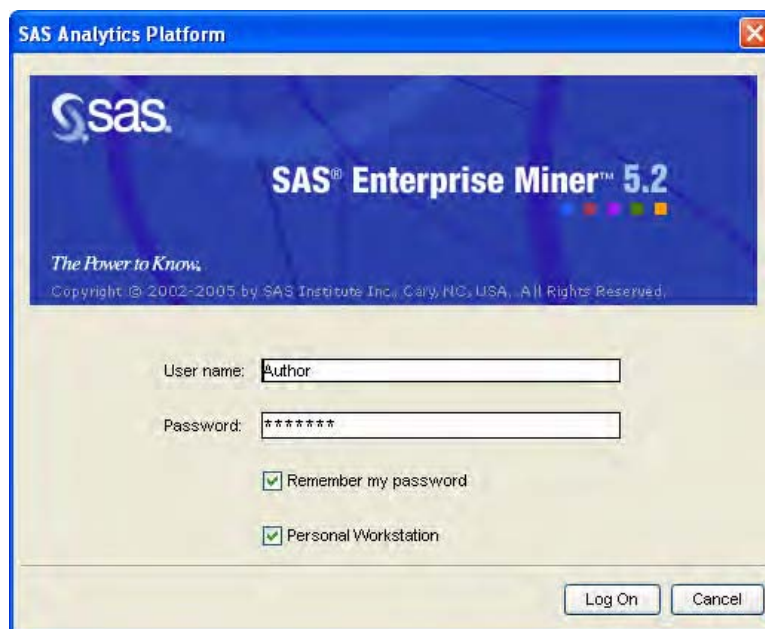 SAS Analytics Platform
sas.
SAS® Enterprise Miner™ 5.2
The Power to Know.
Copyright © 2002-2005 by SAS Institute Inc., Cary, NC, USA. All Rights Reserved.
User name: Author
Password: *******
Remember my password
Personal Workstation
Log On Cancel